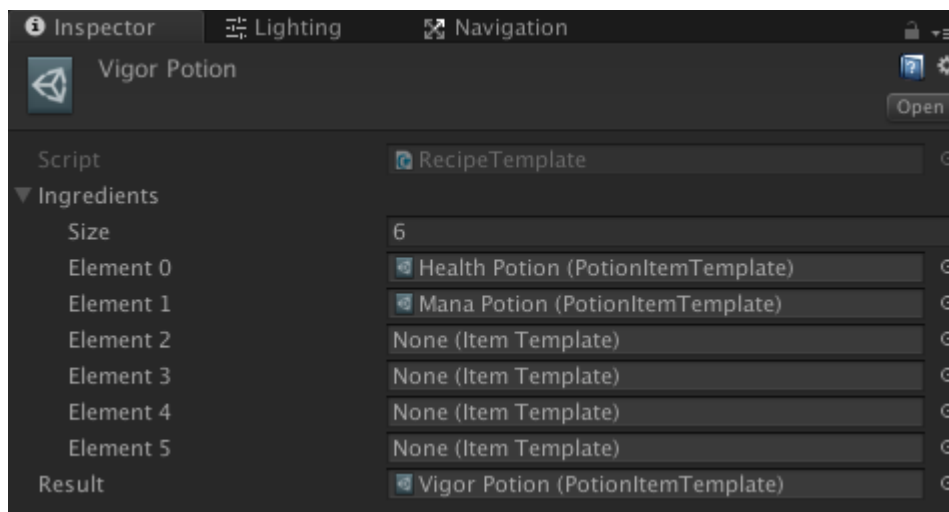 Inspector Lighting Navigation
Vigor Potion
Open
Script RecipeTemplate
Ingredients
Size 6
Element 0 Health Potion (PotionItemTemplate)
Element 1 Mana Potion (PotionItemTemplate)
Element 2 None (Item Template)
Element 3 None (Item Template)
Element 4 None (Item Template)
Element 5 None (Item Template)
Result Vigor Potion (PotionItemTemplate)